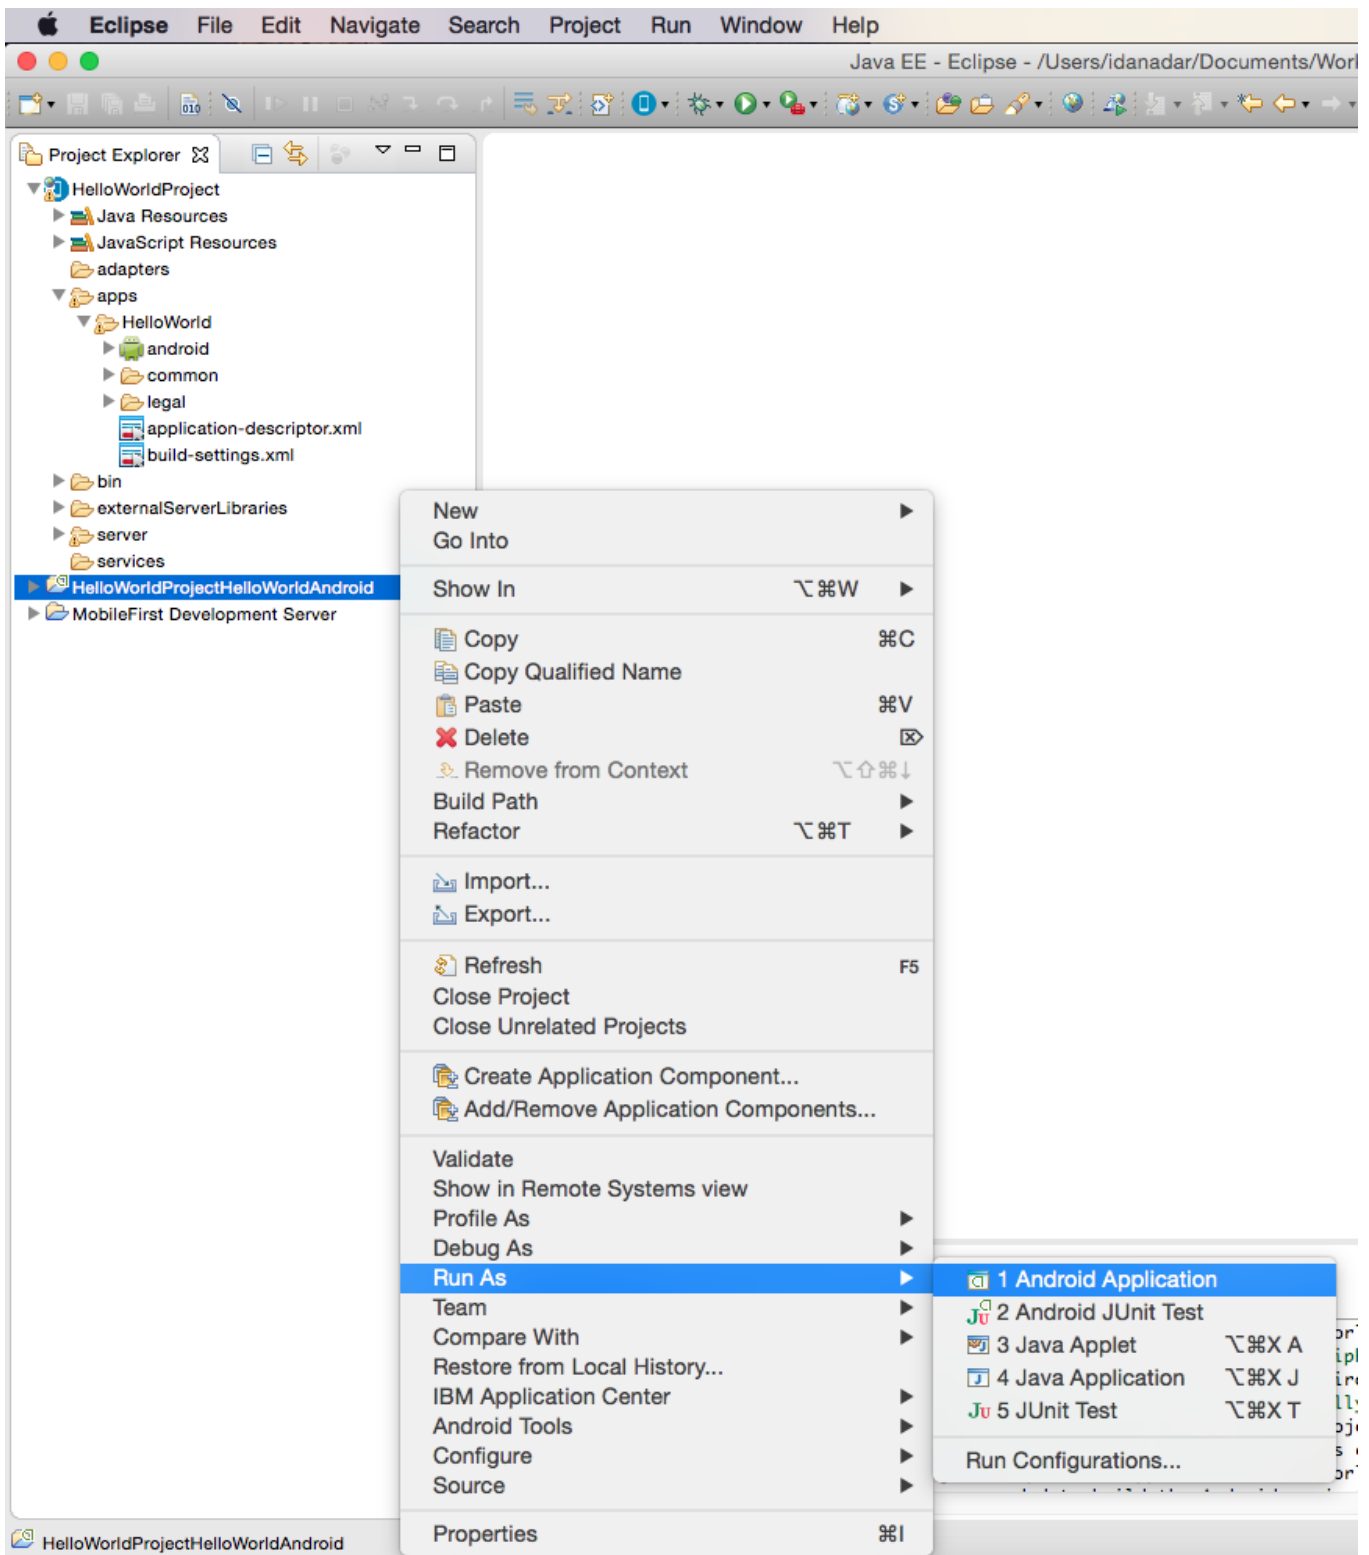 Eclipse File Edit Navigate Search Project Run Window Help
Java EE - Eclipse - /Users/idanadar/Documents/Worl
Project Explorer
HelloWorldProject
Java Resources
JavaScript Resources
adapters
apps
HelloWorld
android
common
legal
application-descriptor.xml
build-settings.xml
bin
externalServerLibraries
server
services
HelloWorldProjectHelloWorldAndroid
MobileFirst Development Server
New
Go Into
Show In ⌥⌘W
Copy ⌘C
Copy Qualified Name
Paste ⌘V
Delete ⌦
Remove from Context ⌥⇧⌘↓
Build Path
Refactor ⌥⌘T
Import...
Export...
Refresh F5
Close Project
Close Unrelated Projects
Create Application Component...
Add/Remove Application Components...
Validate
Show in Remote Systems view
Profile As
Debug As
Run As
Team
Compare With
Restore from Local History...
IBM Application Center
Android Tools
Configure
Source
Properties ⌘I
1 Android Application
2 Android JUnit Test
3 Java Applet ⌥⌘X A
4 Java Application ⌥⌘X J
5 JUnit Test ⌥⌘X T
Run Configurations...
HelloWorldProjectHelloWorldAndroid